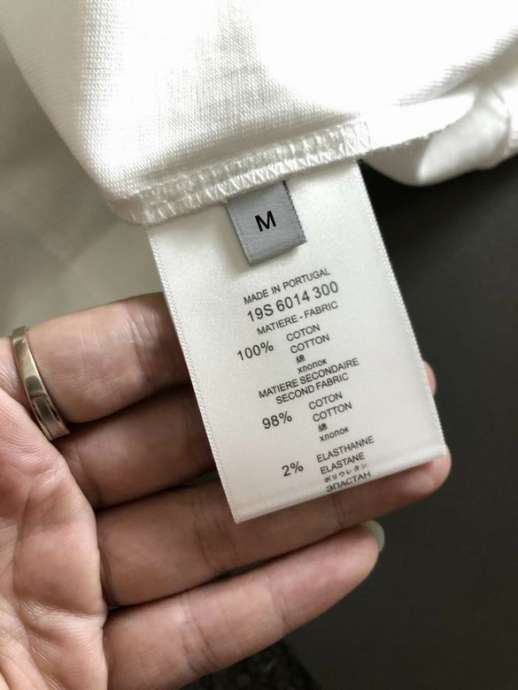 M
MADE IN PORTUGAL
19S 6014 300
MATIERE - FABRIC
100% COTON
COTTON
綿
хлопок
MATIERE SECONDAIRE
SECOND FABRIC
98% COTON
COTTON
綿
хлопок
2% ELASTHANNE
ELASTANE
ポリウレタン
ЭЛАСТАН